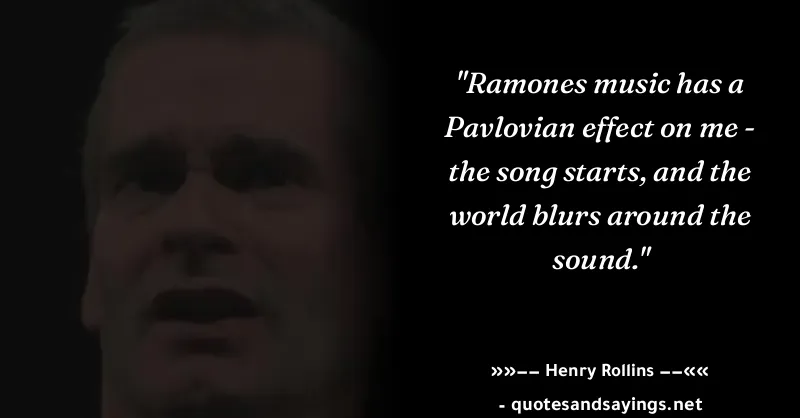 "Ramones music has a
Pavlovian effect on me -
the song starts, and the
world blurs around the
sound."
»»–– Henry Rollins ––««
- quotesandsayings.net